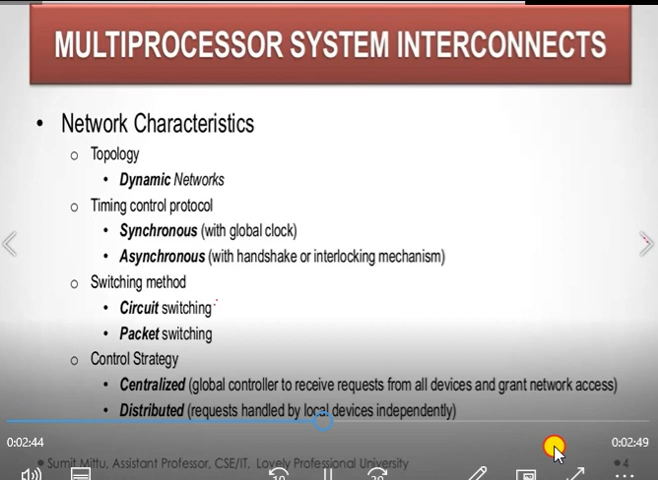 MULTIPROCESSOR SYSTEM INTERCONNECTS
• Network Characteristics
o Topology
• Dynamic Networks
o Timing control protocol
• Synchronous (with global clock)
• Asynchronous (with handshake or interlocking mechanism)
o Switching method
• Circuit switching
• Packet switching
o Control Strategy
• Centralized (global controller to receive requests from all devices and grant network access)
• Distributed (requests handled by local devices independently)
0:02:44 0:02:49
• Sumit Mittu, Assistant Professor, CSE/IT, Lovely Professional University • 4